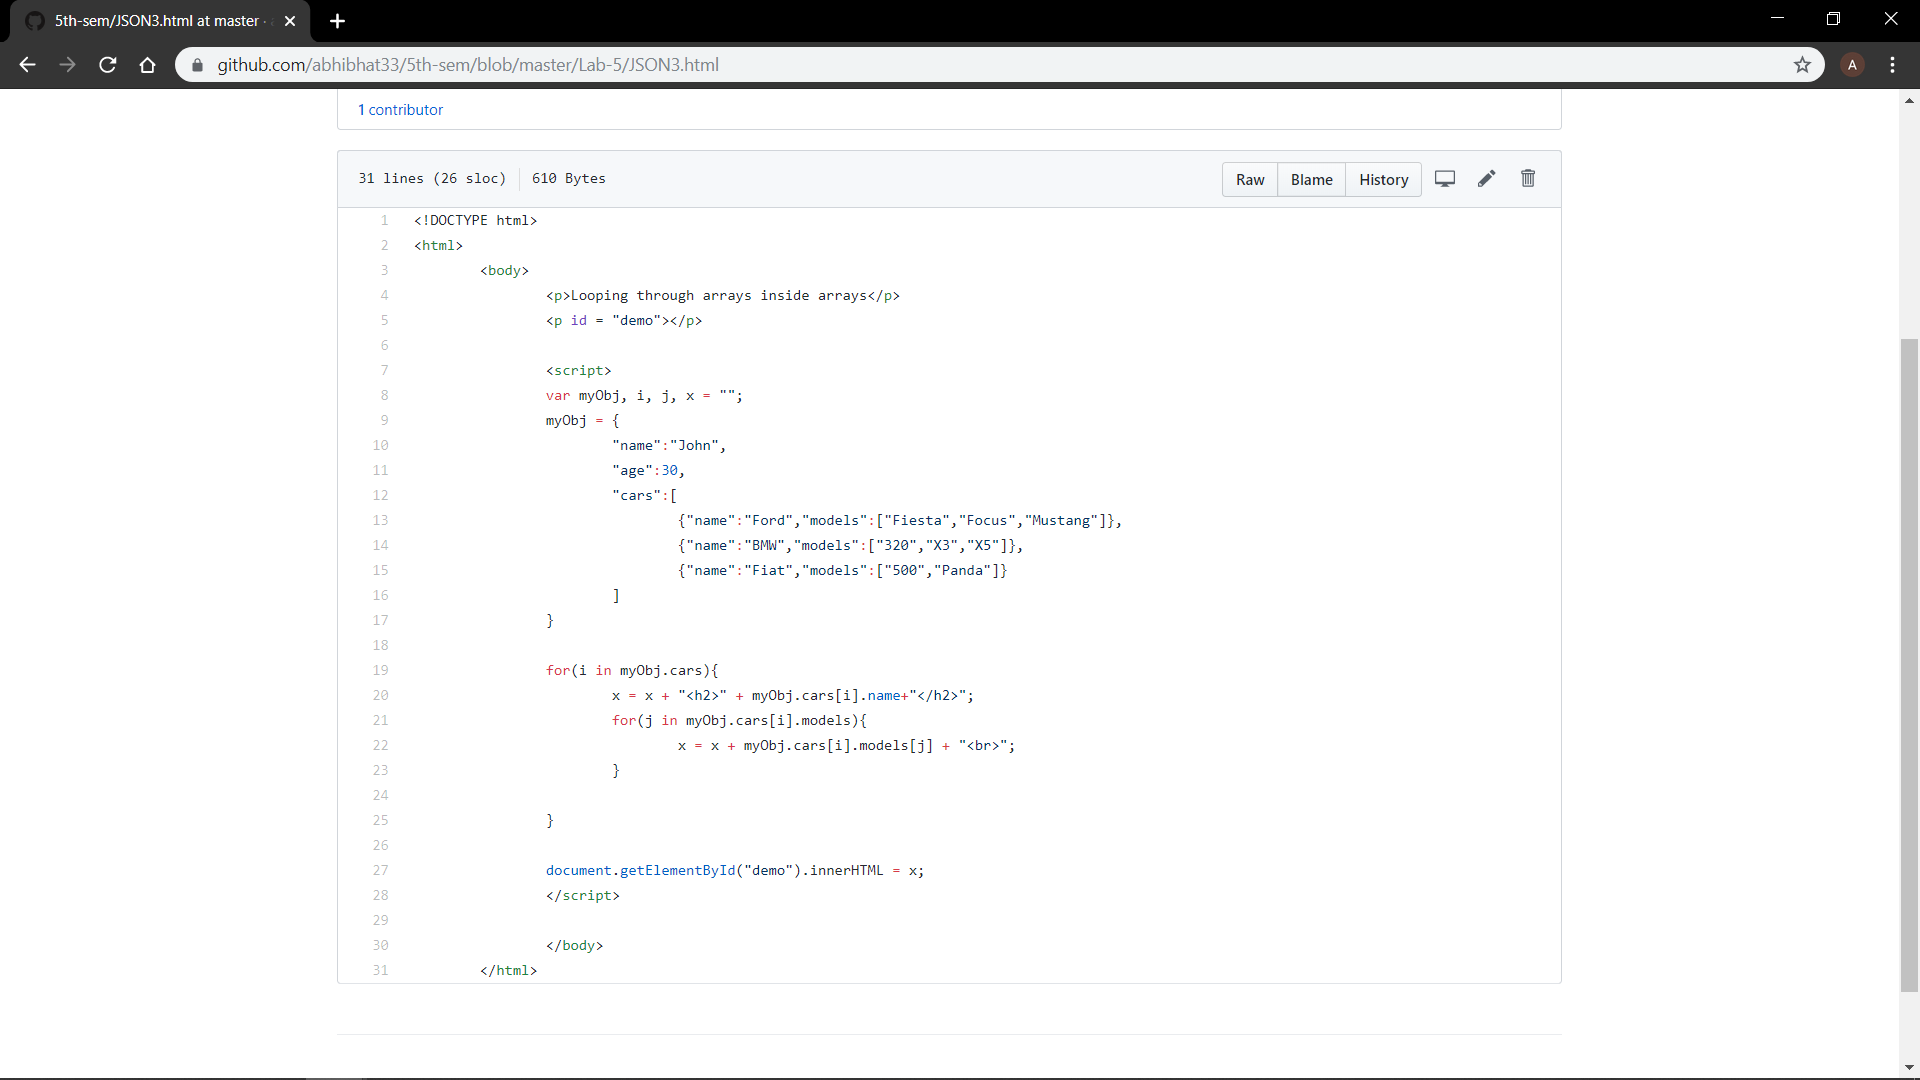 5th-sem/JSON3.html at master ·
github.com/abhibhat33/5th-sem/blob/master/Lab-5/JSON3.html
A
1 contributor
31 lines (26 sloc) 610 Bytes
Raw Blame History
1 <!DOCTYPE html>
2 <html>
3 <body>
4 <p>Looping through arrays inside arrays</p>
5 <p id = "demo"></p>
6
7 <script>
8 var myObj, i, j, x = "";
9 myObj = {
10 "name":"John",
11 "age":30,
12 "cars":[
13 {"name":"Ford","models":["Fiesta","Focus","Mustang"]},
14 {"name":"BMW","models":["320","X3","X5"]},
15 {"name":"Fiat","models":["500","Panda"]}
16 ]
17 }
18
19 for(i in myObj.cars){
20 x = x + "<h2>" + myObj.cars[i].name+"</h2>";
21 for(j in myObj.cars[i].models){
22 x = x + myObj.cars[i].models[j] + "<br>";
23 }
24
25 }
26
27 document.getElementById("demo").innerHTML = x;
28 </script>
29
30 </body>
31 </html>